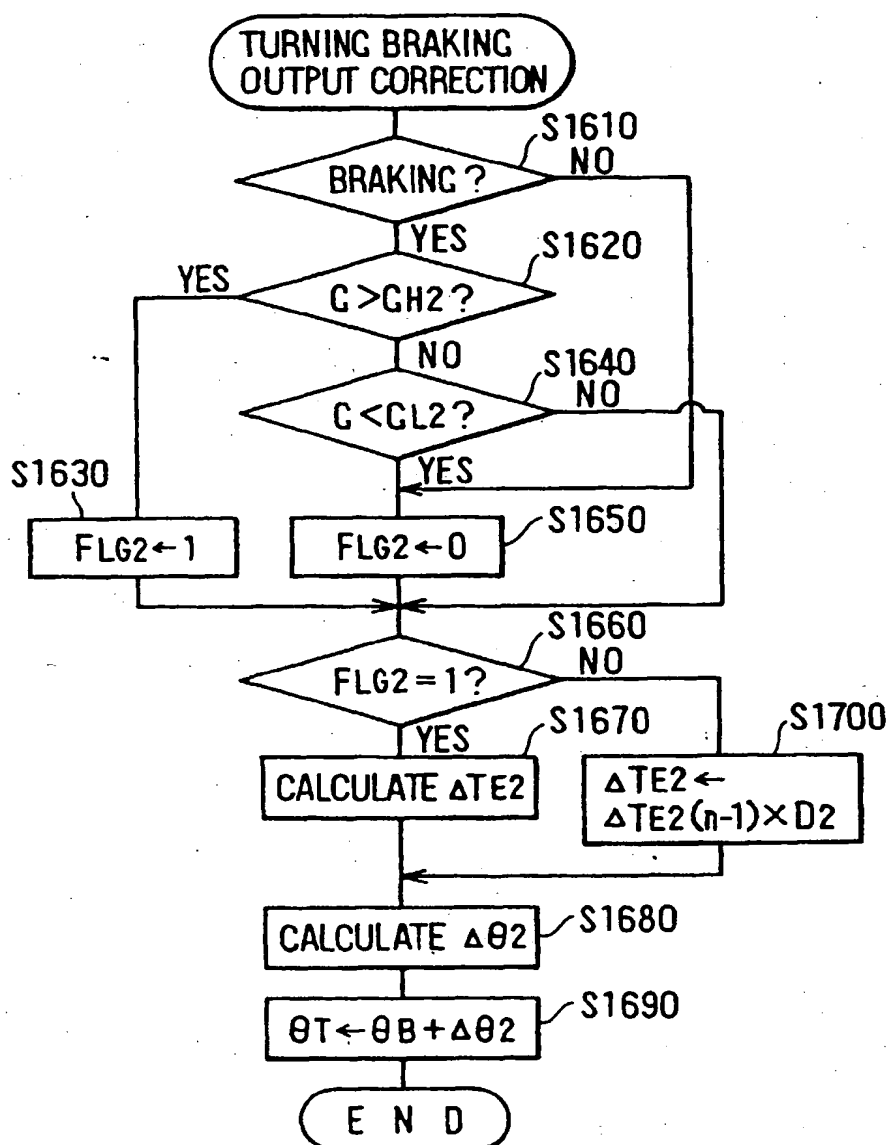 TURNING BRAKING
OUTPUT CORRECTION
S1610
BRAKING?
NO
YES
S1620
YES
G>GH2?
NO
S1640
NO
G<GL2?
YES
S1630
FLG2←1
S1650
FLG2←0
S1660
NO
FLG2=1?
YES
S1670
CALCULATE ΔTE2
S1700
ΔTE2←
ΔTE2(n-1)×D2
S1680
CALCULATE Δθ2
S1690
θT←θB+Δθ2
END